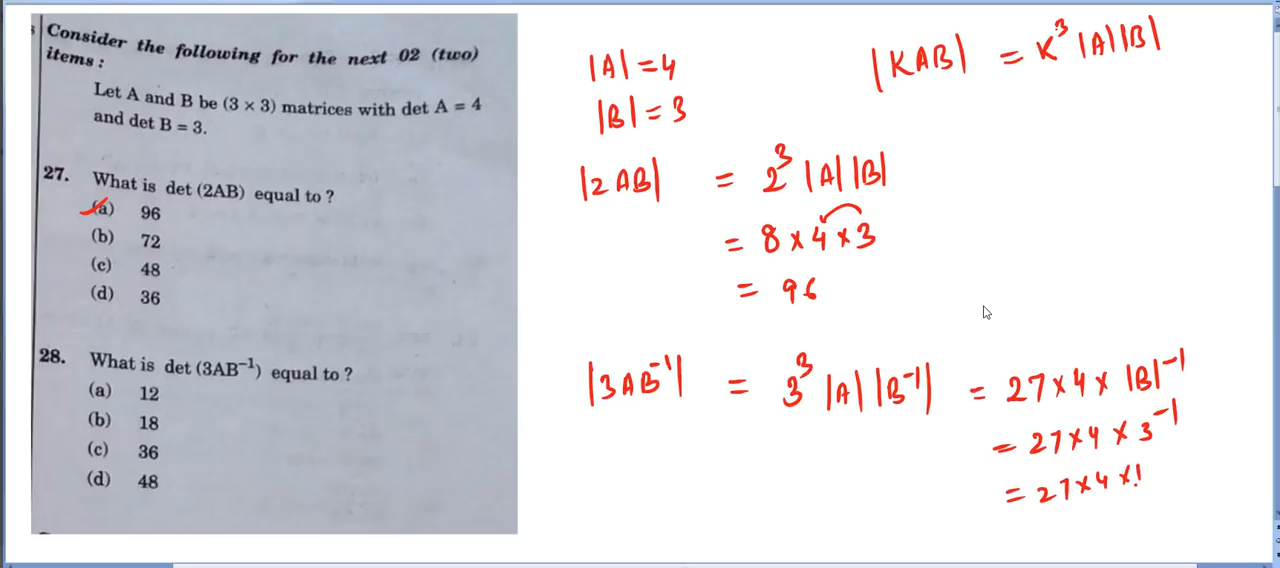 Consider the following for the next 02 (two)
items :
Let A and B be (3 × 3) matrices with det A = 4
and det B = 3.
27. What is det (2AB) equal to ?
(a) 96
(b) 72
(c) 48
(d) 36
28. What is det (3AB⁻¹) equal to ?
(a) 12
(b) 18
(c) 36
(d) 48
|A| = 4
|B| = 3
|KAB| = K³ |A| |B|
|2AB| = 2³ |A| |B|
= 8 × 4 × 3
= 96
|3AB⁻¹| = 3³ |A| |B⁻¹| = 27 × 4 × |B|⁻¹
= 27 × 4 × 3⁻¹
= 27 × 4 ×